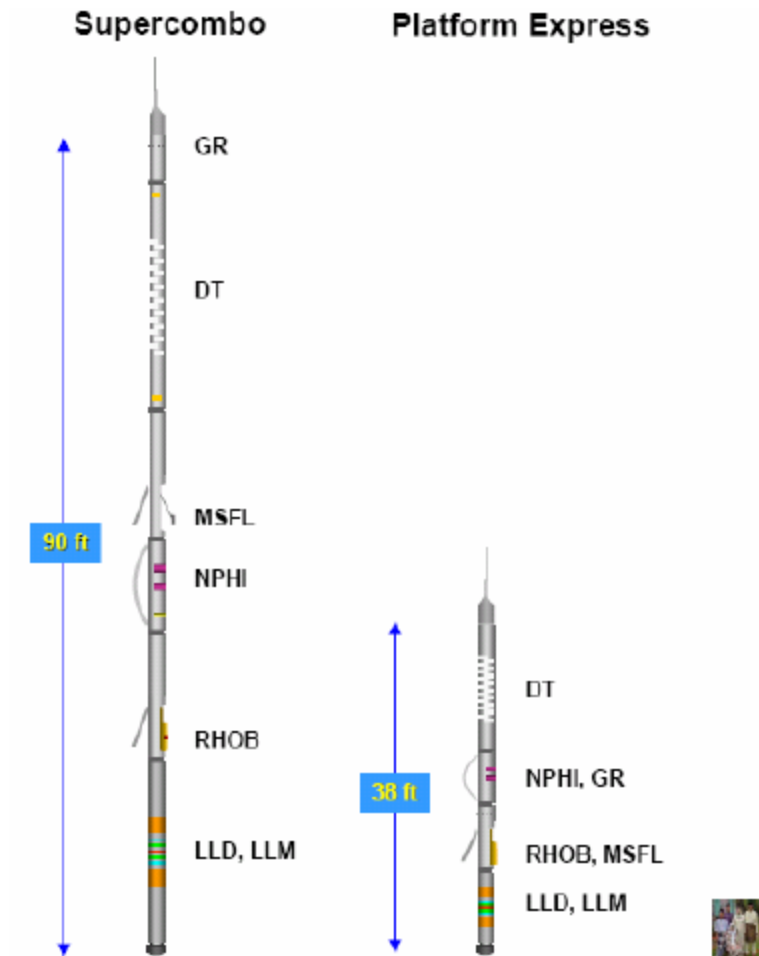 Supercombo
Platform Express
GR
DT
MSFL
90 ft
NPHI
RHOB
LLD, LLM
DT
38 ft
NPHI, GR
RHOB, MSFL
LLD, LLM